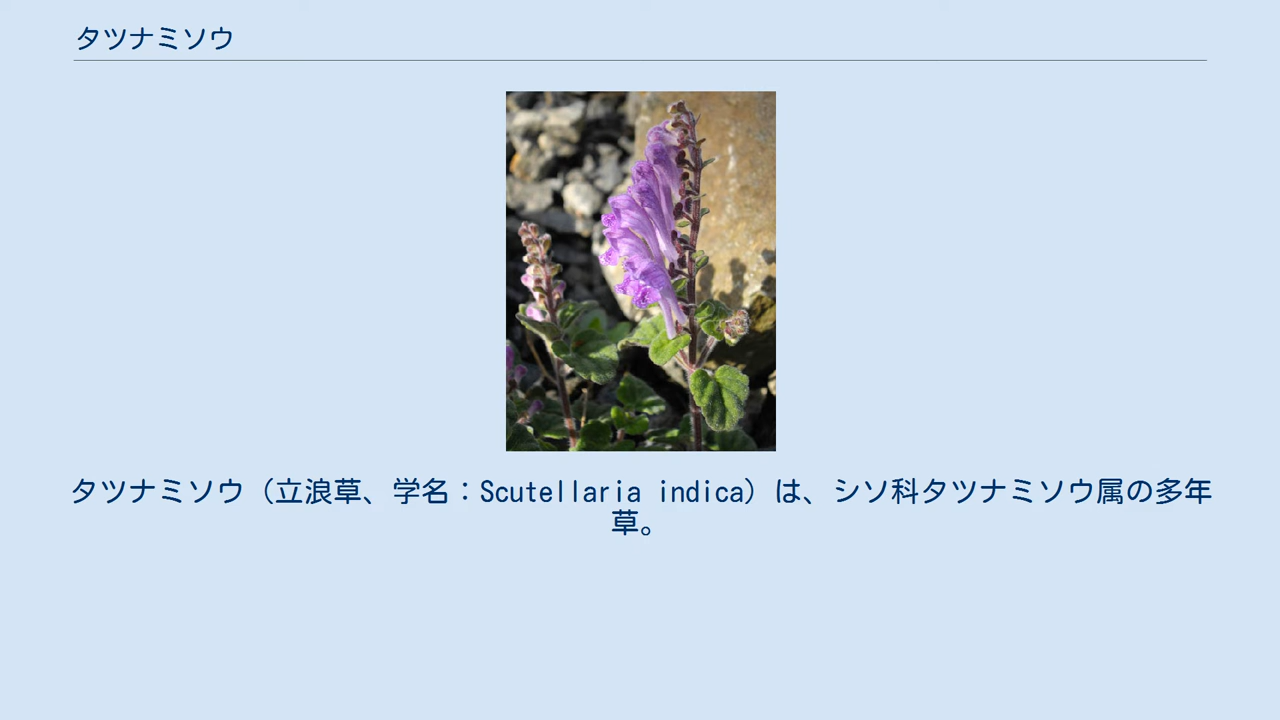 タツナミソウ
タツナミソウ（立浪草、学名：Scutellaria indica）は、シソ科タツナミソウ属の多年
草。